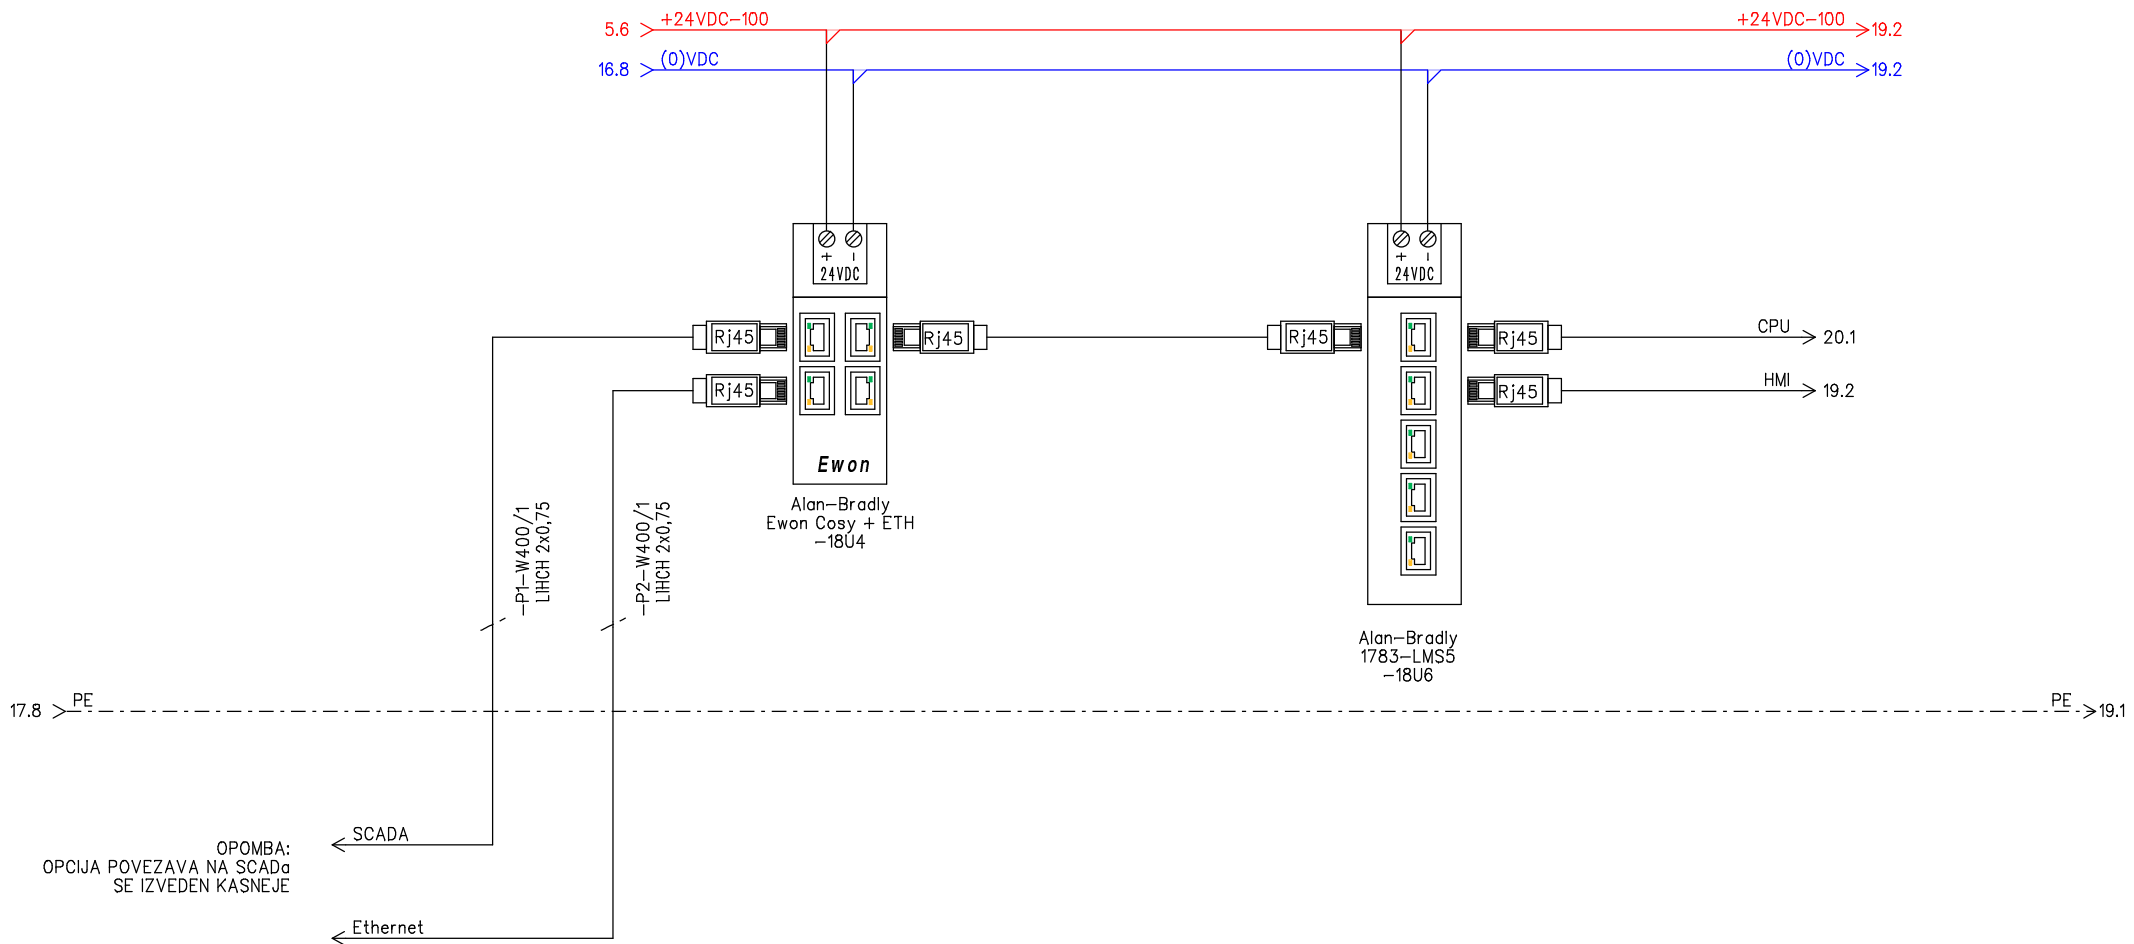 5.6 +24VDC-100 +24VDC-100 19.2
16.8 (0)VDC (0)VDC 19.2
+ -
24VDC
+ -
24VDC
Rj45 Rj45 Rj45 Rj45 CPU 20.1
Rj45 Rj45 HMI 19.2
Ewon
Alan-Bradly
Ewon Cosy + ETH
-18U4
-P1-W400/1
LIHCH 2x0,75
-P2-W400/1
LIHCH 2x0,75
Alan-Bradly
1783-LMS5
-18U6
17.8 PE PE 19.1
SCADA
OPOMBA:
OPCIJA POVEZAVA NA SCADa
SE IZVEDEN KASNEJE
Ethernet